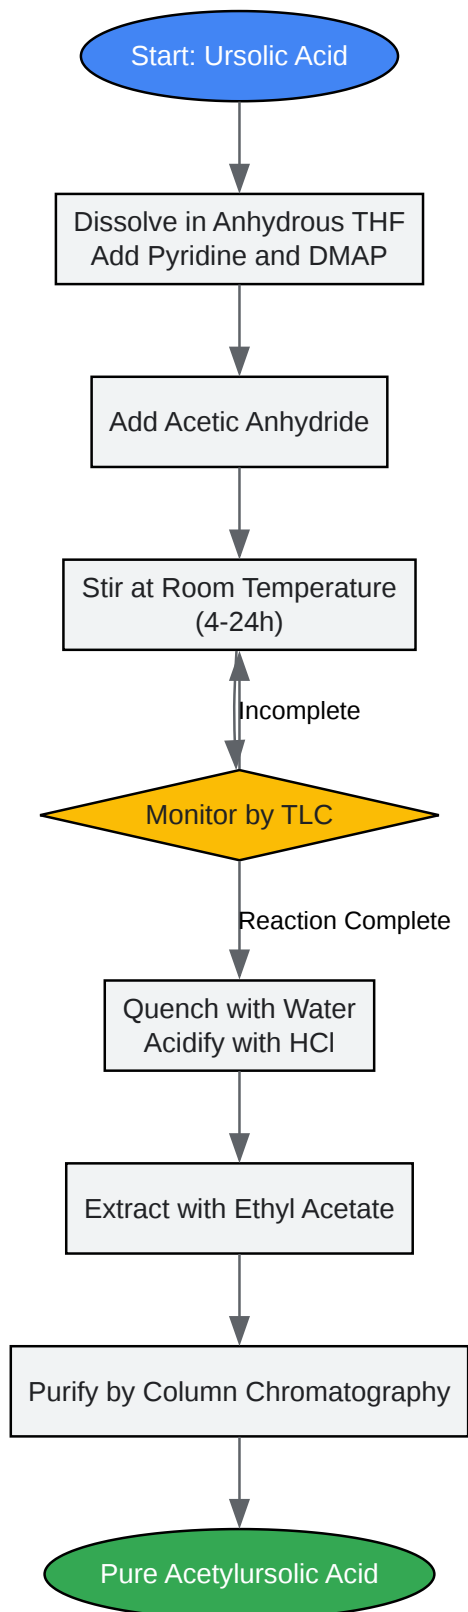 Start: Ursolic Acid
Dissolve in Anhydrous THF
Add Pyridine and DMAP
Add Acetic Anhydride
Stir at Room Temperature
(4-24h)
Incomplete
Monitor by TLC
Reaction Complete
Quench with Water
Acidify with HCl
Extract with Ethyl Acetate
Purify by Column Chromatography
Pure Acetylursolic Acid